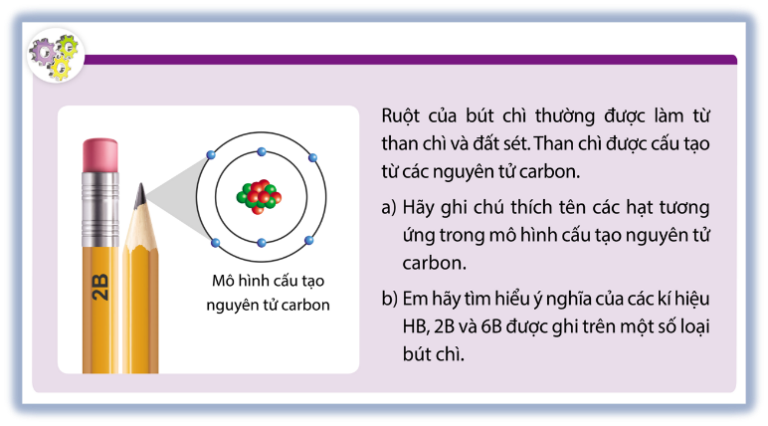 Ruột của bút chì thường được làm từ
than chì và đất sét. Than chì được cấu tạo
từ các nguyên tử carbon.
a) Hãy ghi chú thích tên các hạt tương
ứng trong mô hình cấu tạo nguyên tử
carbon.
b) Em hãy tìm hiểu ý nghĩa của các kí hiệu
HB, 2B và 6B được ghi trên một số loại
bút chì.
2B
Mô hình cấu tạo
nguyên tử carbon